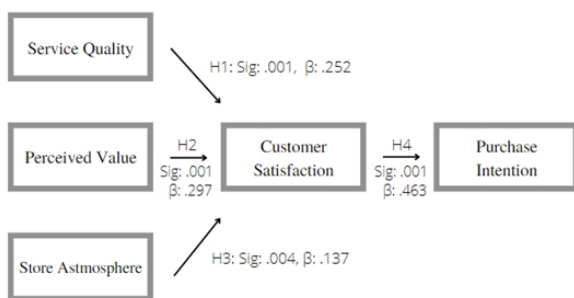 Service Quality
H1: Sig: .001, β: .252
Perceived Value
H2
Sig: .001
β: .297
Customer
Satisfaction
H4
Sig: .001
β: .463
Purchase
Intention
Store Astmosphere
H3: Sig: .004, β: .137